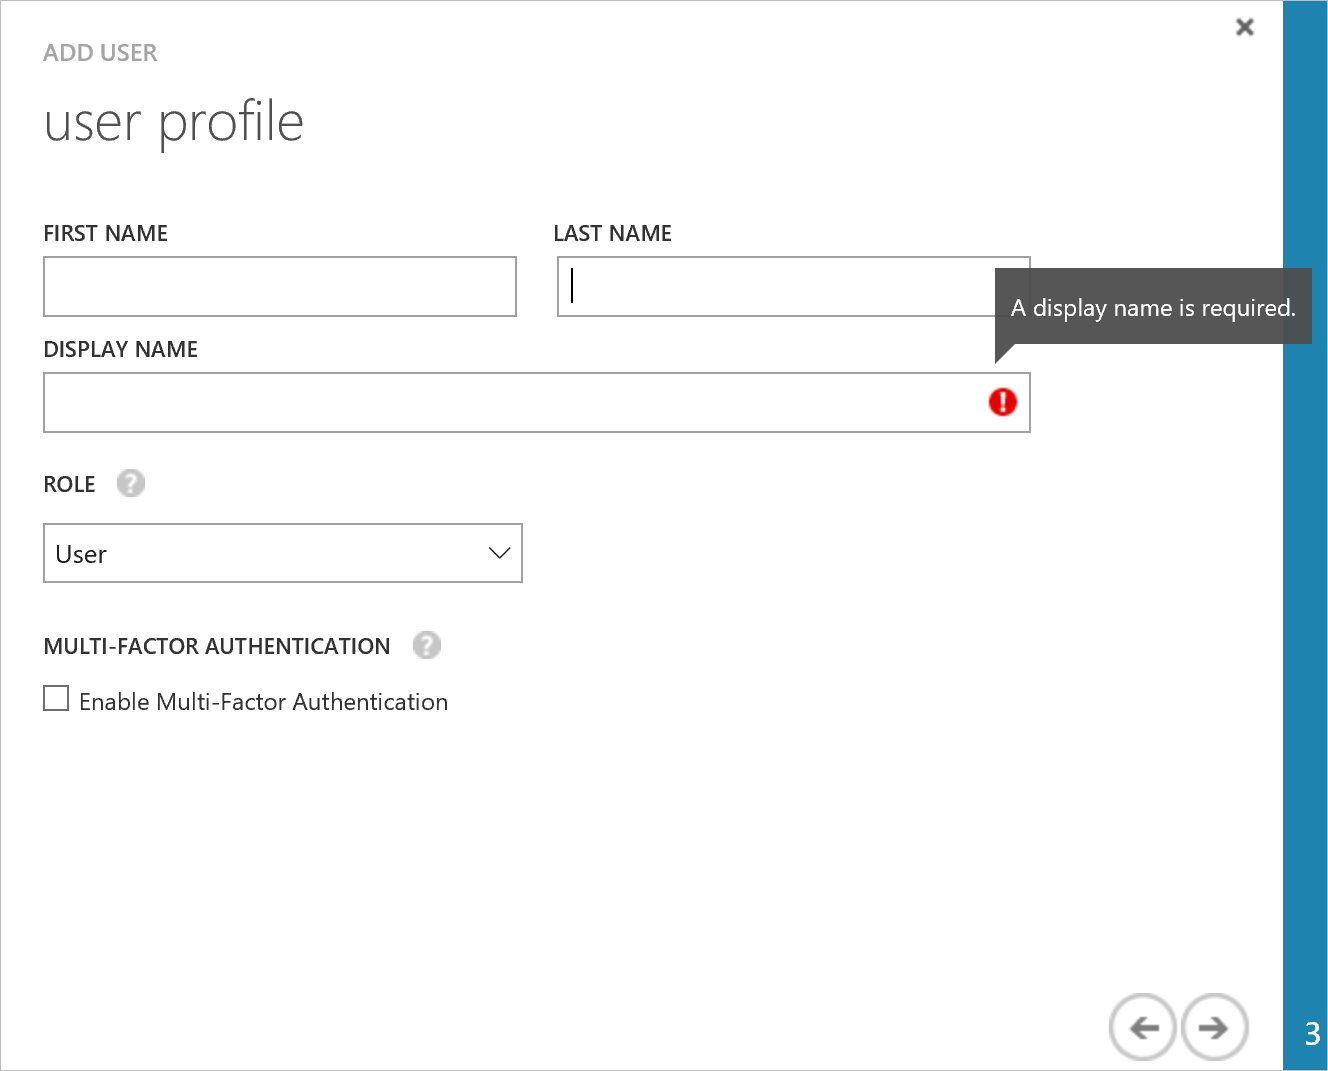 ADD USER
user profile
FIRST NAME
LAST NAME
A display name is required.
DISPLAY NAME
ROLE ?
User
MULTI-FACTOR AUTHENTICATION ?
Enable Multi-Factor Authentication
3